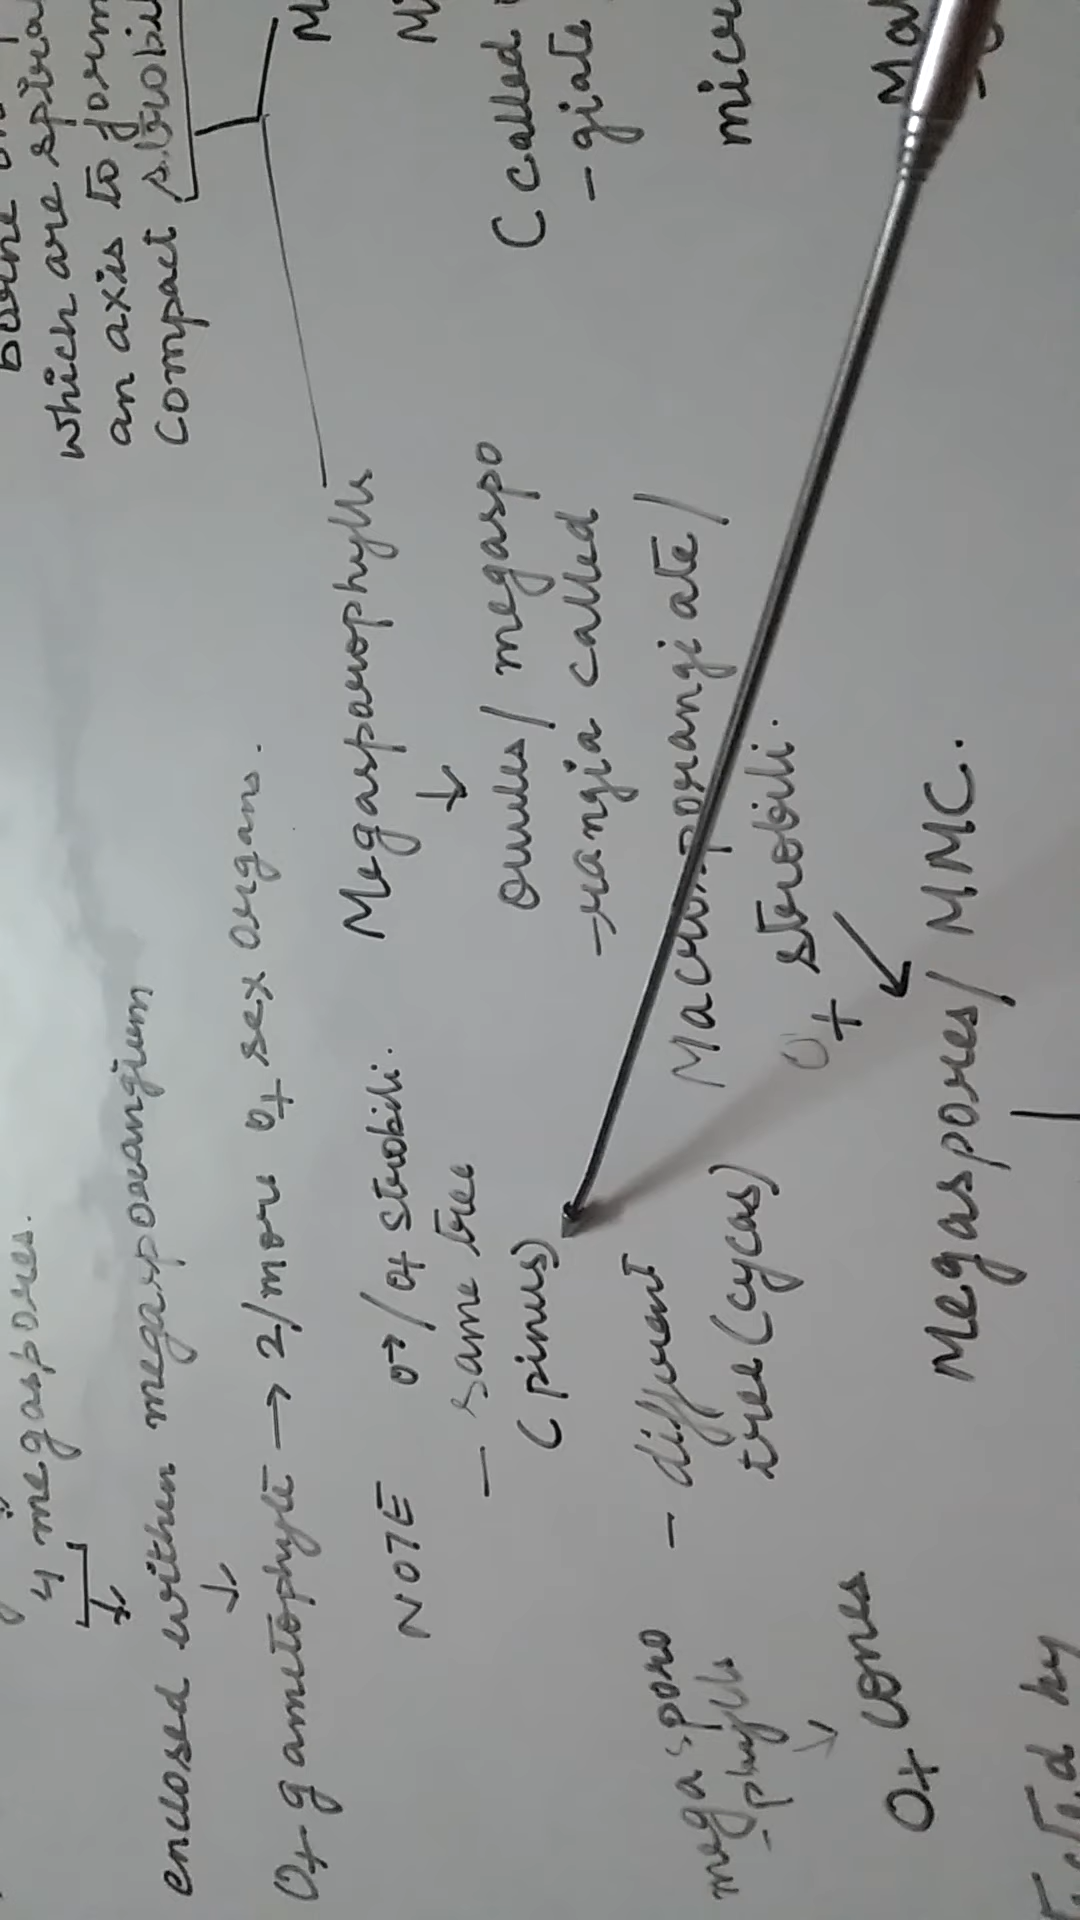 which are spiral
an axis to form
compact strobil
4 megaspores.
↓
enclosed within megasporangium
↓
♀ gametophyte → 2/more ♀ sex organs.
NOTE ♂/♀ strobili.
- same tree
(pinus)
- different
tree (cycas)
Megasporophylls
↓
ovules/megaspo
-rangia called
Macrosporangiate/
♀ strobili.
↙
Megaspores/MMC.
megasporo
-phylls
↓
♀ cones
(called
-giate